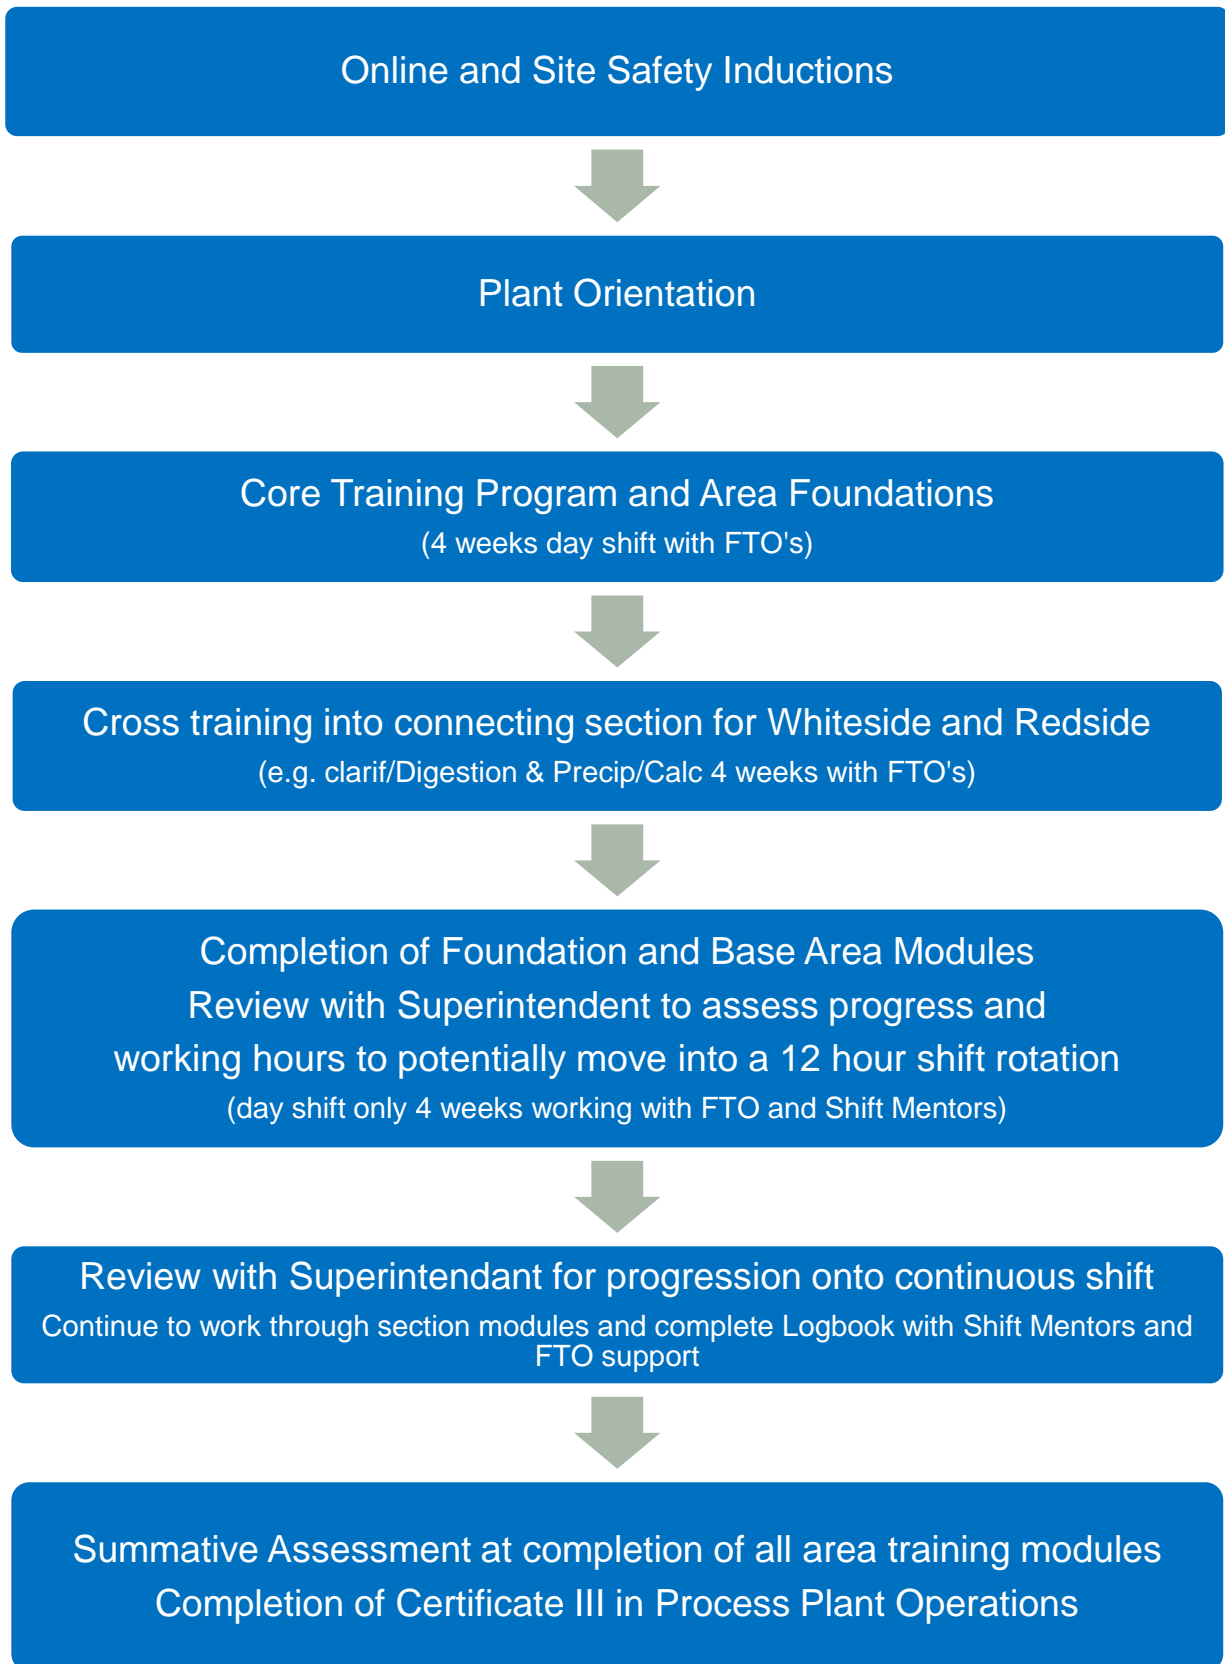 Online and Site Safety Inductions
Plant Orientation
Core Training Program and Area Foundations
(4 weeks day shift with FTO's)
Cross training into connecting section for Whiteside and Redside
(e.g. clarif/Digestion & Precip/Calc 4 weeks with FTO's)
Completion of Foundation and Base Area Modules
Review with Superintendent to assess progress and
working hours to potentially move into a 12 hour shift rotation
(day shift only 4 weeks working with FTO and Shift Mentors)
Review with Superintendant for progression onto continuous shift
Continue to work through section modules and complete Logbook with Shift Mentors and
FTO support
Summative Assessment at completion of all area training modules
Completion of Certificate III in Process Plant Operations